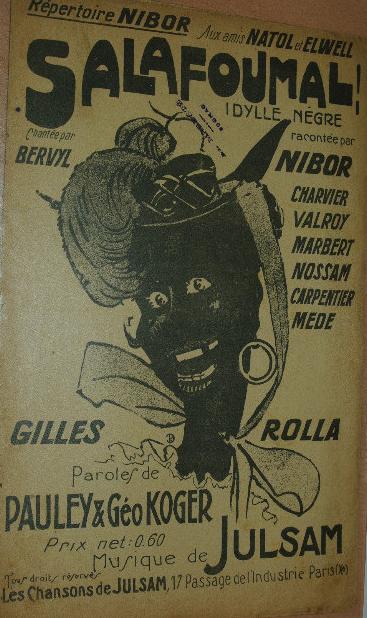 Répertoire NIBOR
Aux amis NATOL et ELWELL
SALAFOUMAL!
IDYLLE NÈGRE
Chantée par
BERVYL
racontée par
NIBOR
CHARVIER
VALROY
MARBERT
NOSSAM
CARPENTIER
MEDE
GILLES
ROLLA
Paroles de
PAULEY & Géo KOGER
Prix net: 0.60
Musique de JULSAM
Tous droits réservés
Les Chansons de JULSAM, 17 Passage de l'Industrie Paris (Xe)